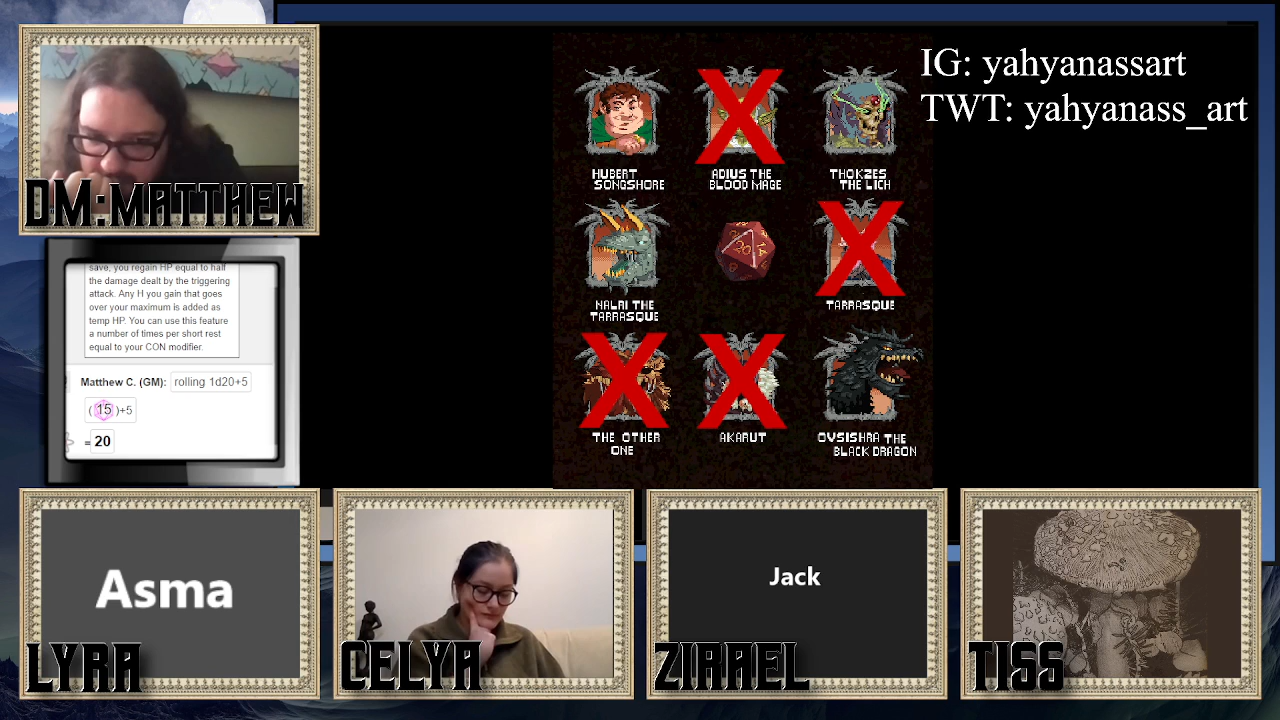 IG: yahyanassart
TWT: yahyanass_art
DM:MATTHEW
HUBERT
SONGSHORE
ADIUS THE
BLOOD MAGE
THOKZES
THE LICH
NALRI THE
TARRASQUE
20
TARRASQUE
THE OTHER
ONE
AKARUT
OVSISHRA THE
BLACK DRAGON
save, you regain HP equal to half
the damage dealt by the triggering
attack. Any H you gain that goes
over your maximum is added as
temp HP. You can use this feature
a number of times per short rest
equal to your CON modifier.
Matthew C. (GM): rolling 1d20+5
(15)+5
=20
Asma
LYRA
CELYA
Jack
ZIRAEL
TISS